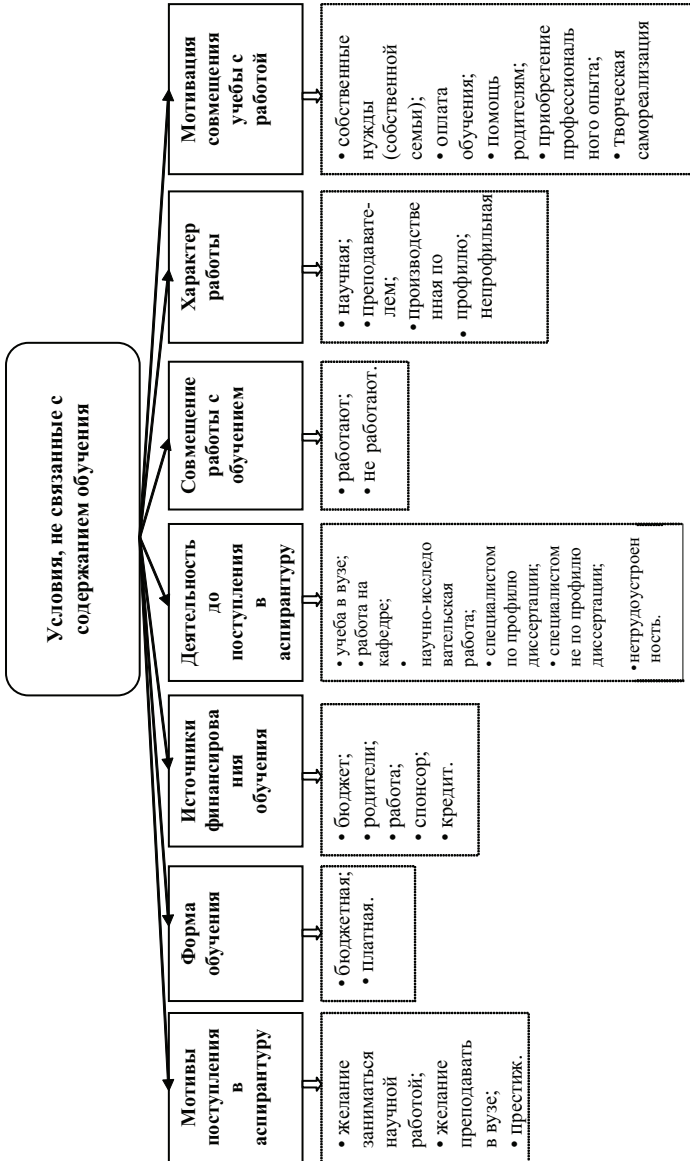 Условия, не связанные с
содержанием обучения
Мотивы
поступления
в
аспирантуру
• желание
заниматься
научной
работой;
• желание
преподавать
в вузе;
• престиж.
Форма
обучения
• бюджетная;
• платная.
Источники
финансирова
ния
обучения
• бюджет;
• родители;
• работа;
• спонсор;
• кредит.
Деятельность
до
поступления
в
аспирантуру
• учеба в вузе;
• работа на
кафедре;
•
научно-исследо
вательская
работа;
• специалистом
по профилю
диссертации;
• специалистом
не по профилю
диссертации;
•нетрудоустроен
ность.
Совмещение
работы с
обучением
• работают;
• не работают.
Характер
работы
• научная;
•преподавате-
лем;
•производстве
нная по
• профилю;
непрофильная
Мотивация
совмещения
учебы с
работой
• собственные
нужды
(собственной
семьи);
• оплата
обучения;
• помощь
родителям;
• приобретение
профессиональ
ного опыта;
• творческая
самореализация